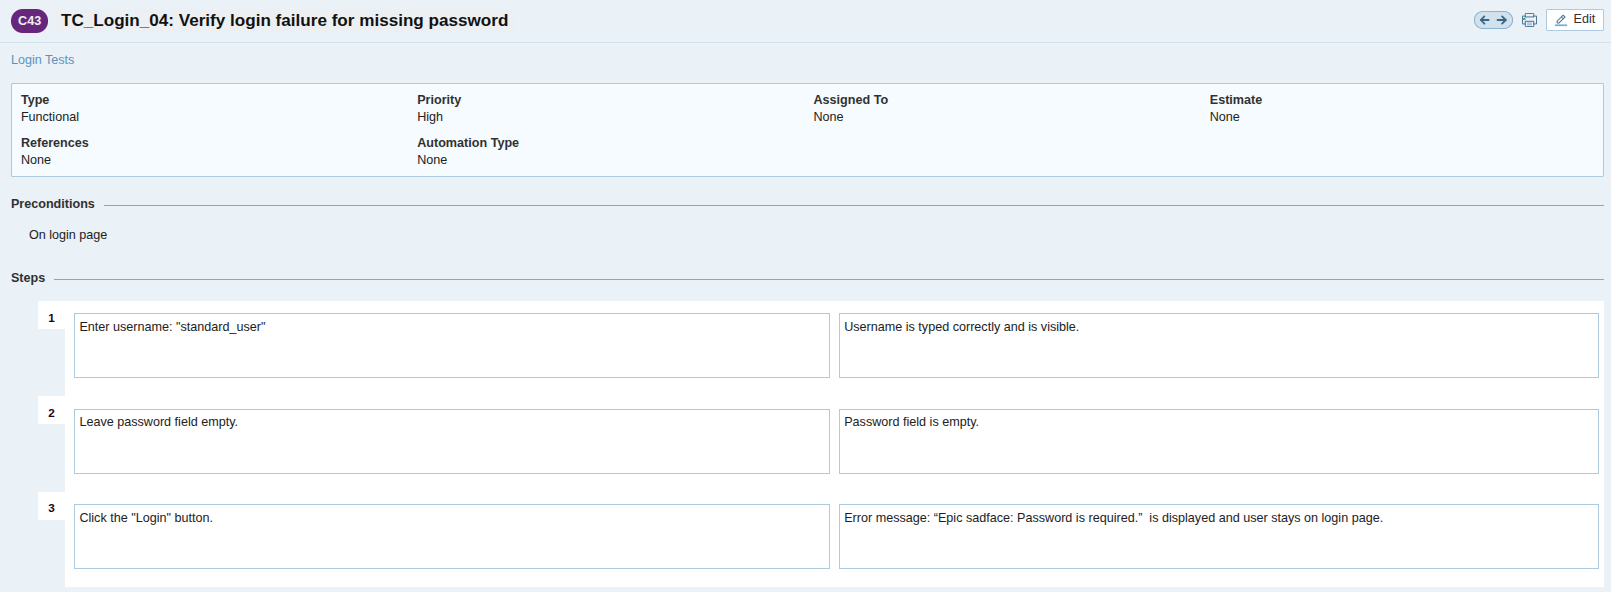 C43 TC_Login_04: Verify login failure for missing password Edit
Login Tests
Type Priority Assigned To Estimate
Functional High None None
References Automation Type
None None
Preconditions
On login page
Steps
1 Enter username: "standard_user" Username is typed correctly and is visible.
2 Leave password field empty. Password field is empty.
3 Click the "Login" button. Error message: “Epic sadface: Password is required.”  is displayed and user stays on login page.